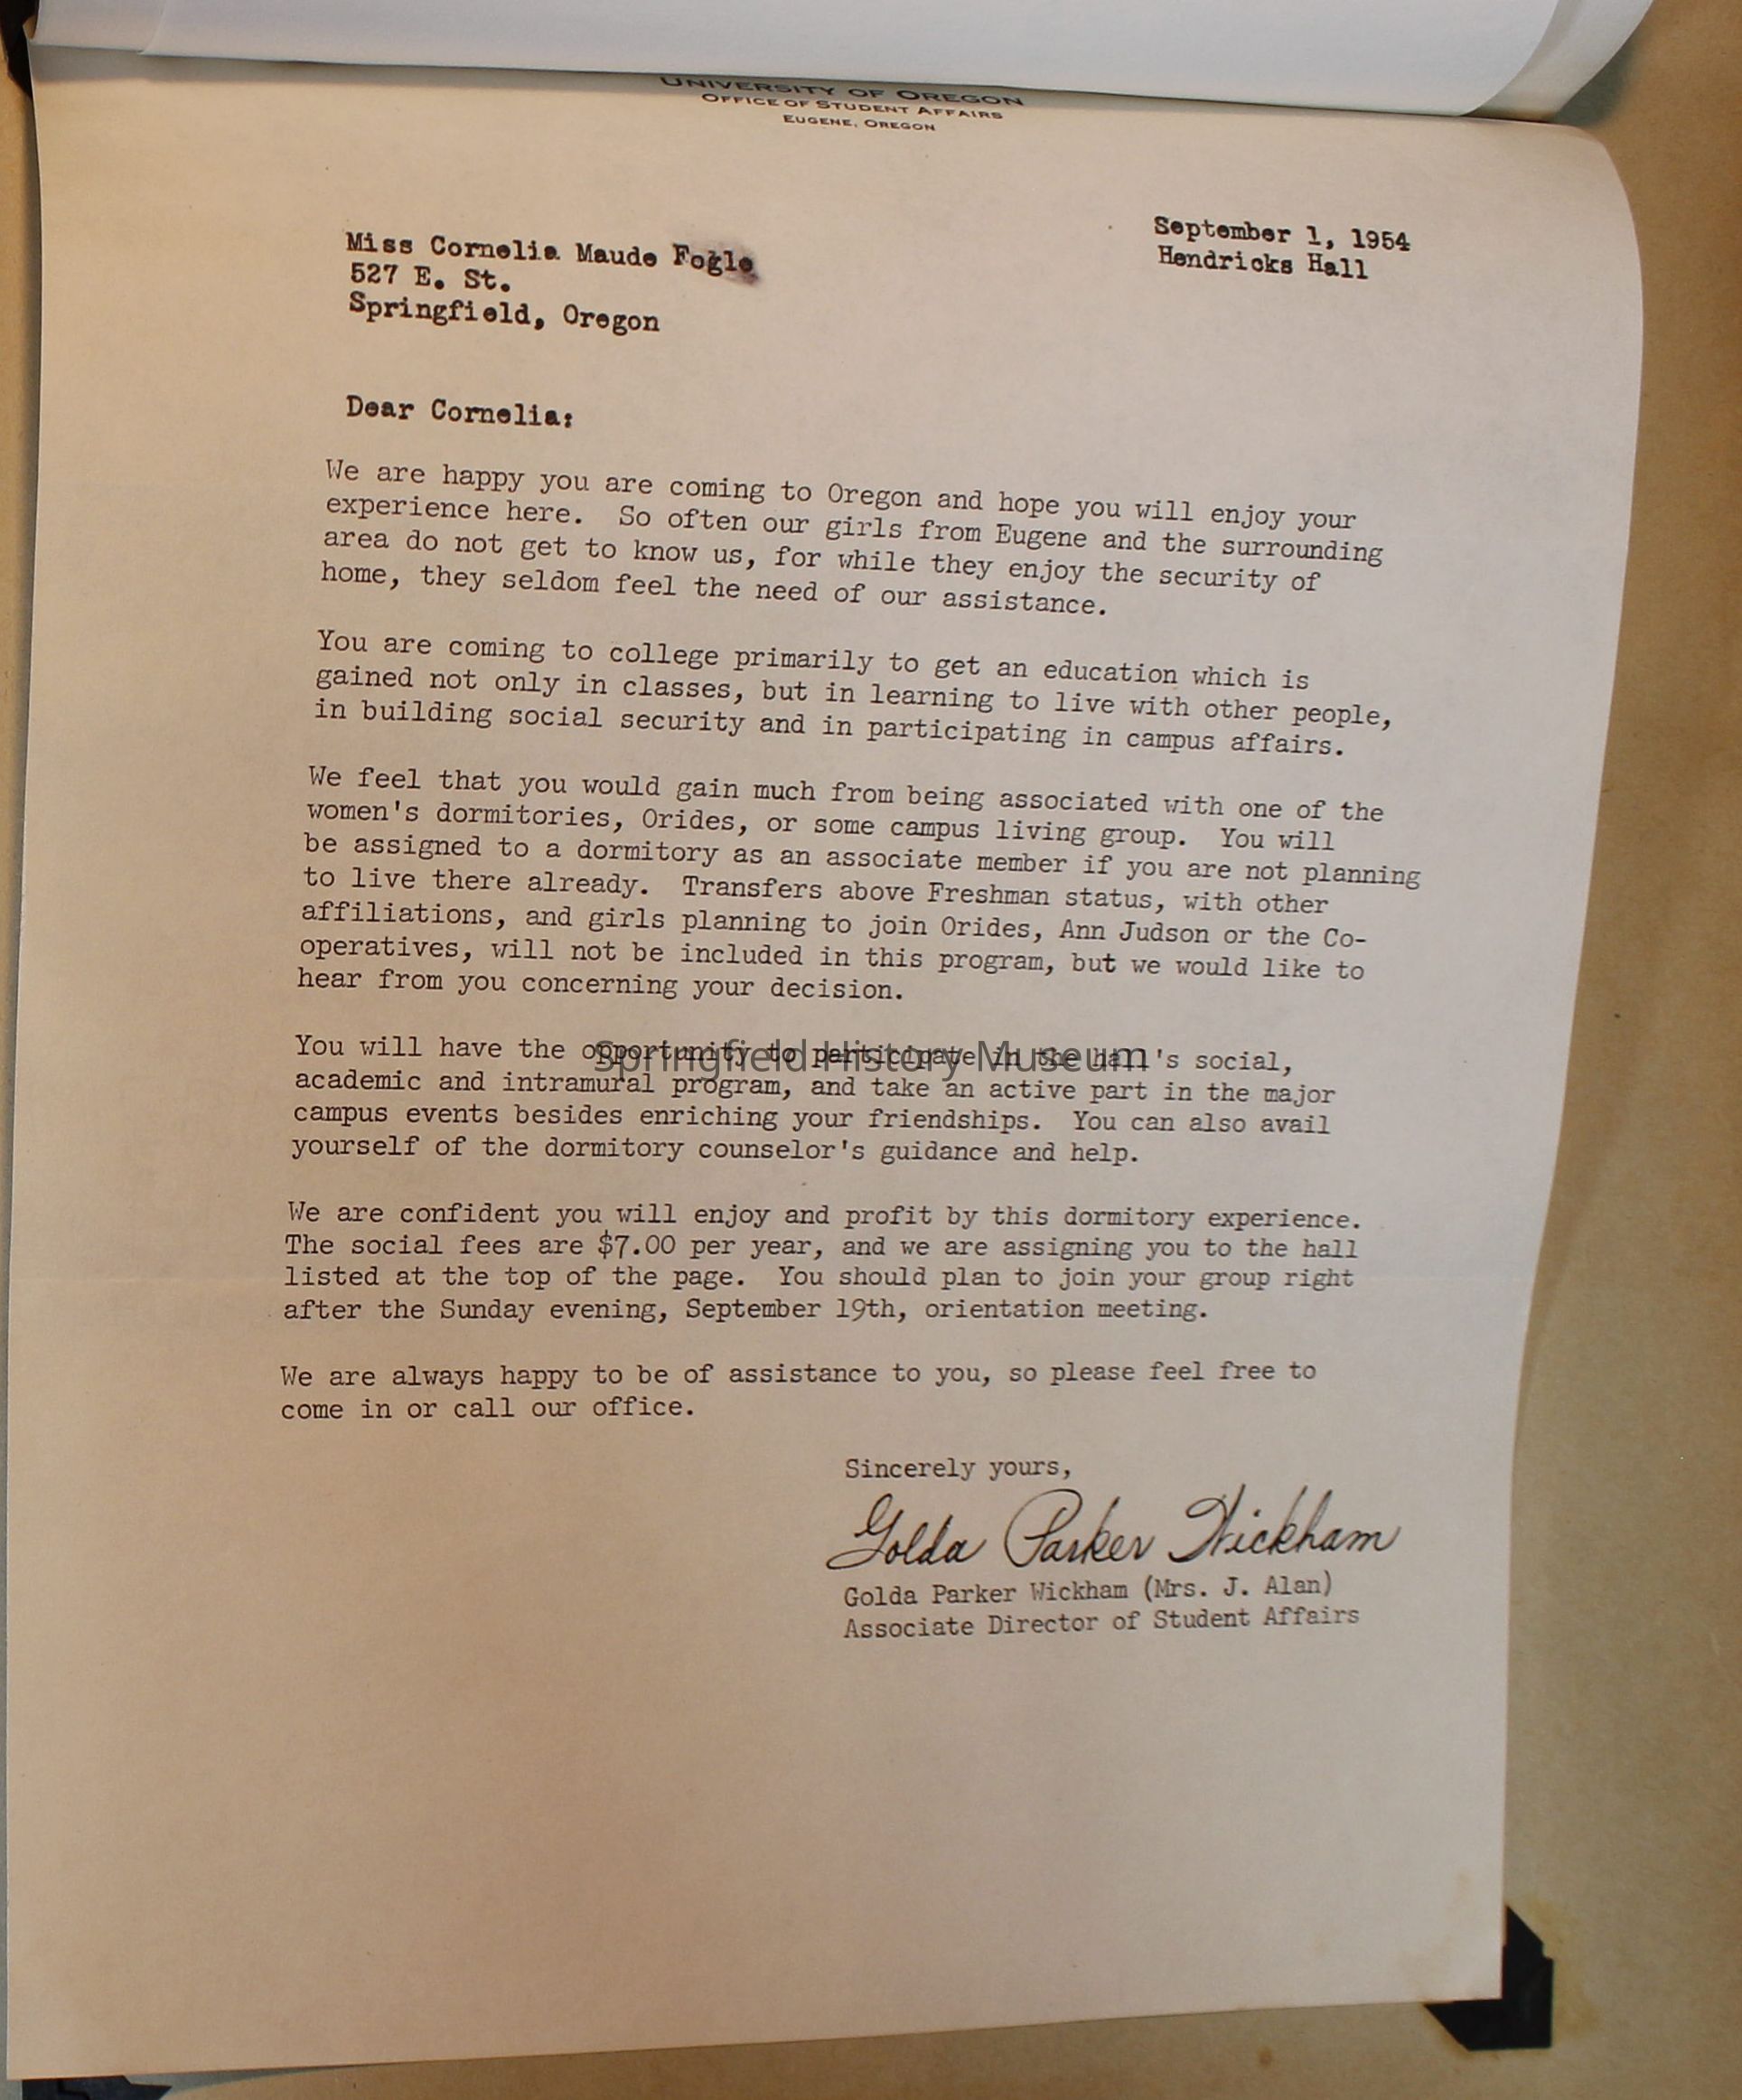 UNIVERSITY OF OREGON
OFFICE OF STUDENT AFFAIRS
EUGENE, OREGON
September 1, 1954
Hendricks Hall
Miss Cornelia Maude Fogle
527 E. St.
Springfield, Oregon
Dear Cornelia:
We are happy you are coming to Oregon and hope you will enjoy your
experience here. So often our girls from Eugene and the surrounding
area do not get to know us, for while they enjoy the security of
home, they seldom feel the need of our assistance.
You are coming to college primarily to get an education which is
gained not only in classes, but in learning to live with other people,
in building social security and in participating in campus affairs.
We feel that you would gain much from being associated with one of the
women's dormitories, Orides, or some campus living group. You will
be assigned to a dormitory as an associate member if you are not planning
to live there already. Transfers above Freshman status, with other
affiliations, and girls planning to join Orides, Ann Judson or the Co-
operatives, will not be included in this program, but we would like to
hear from you concerning your decision.
You will have the opportunity to participate in the hall's social,
Springfield History Museum
academic and intramural program, and take an active part in the major
campus events besides enriching your friendships. You can also avail
yourself of the dormitory counselor's guidance and help.
We are confident you will enjoy and profit by this dormitory experience.
The social fees are $7.00 per year, and we are assigning you to the hall
listed at the top of the page. You should plan to join your group right
after the Sunday evening, September 19th, orientation meeting.
We are always happy to be of assistance to you, so please feel free to
come in or call our office.
Sincerely yours,
Golda Parker Wickham
Golda Parker Wickham (Mrs. J. Alan)
Associate Director of Student Affairs